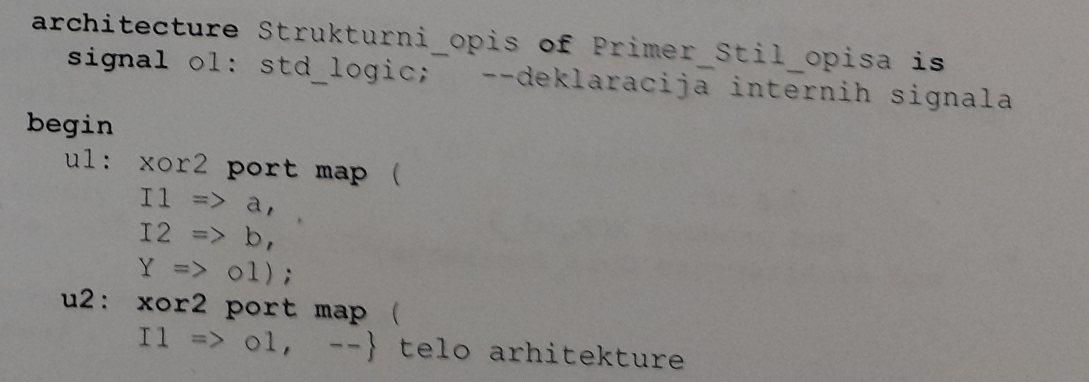 architecture Strukturni_opis of Primer_Stil_opisa is
signal o1: std_logic; --deklaracija internih signala
begin
u1: xor2 port map (
I1 => a,
I2 => b,
Y => o1);
u2: xor2 port map (
I1 => o1, --} telo arhitekture